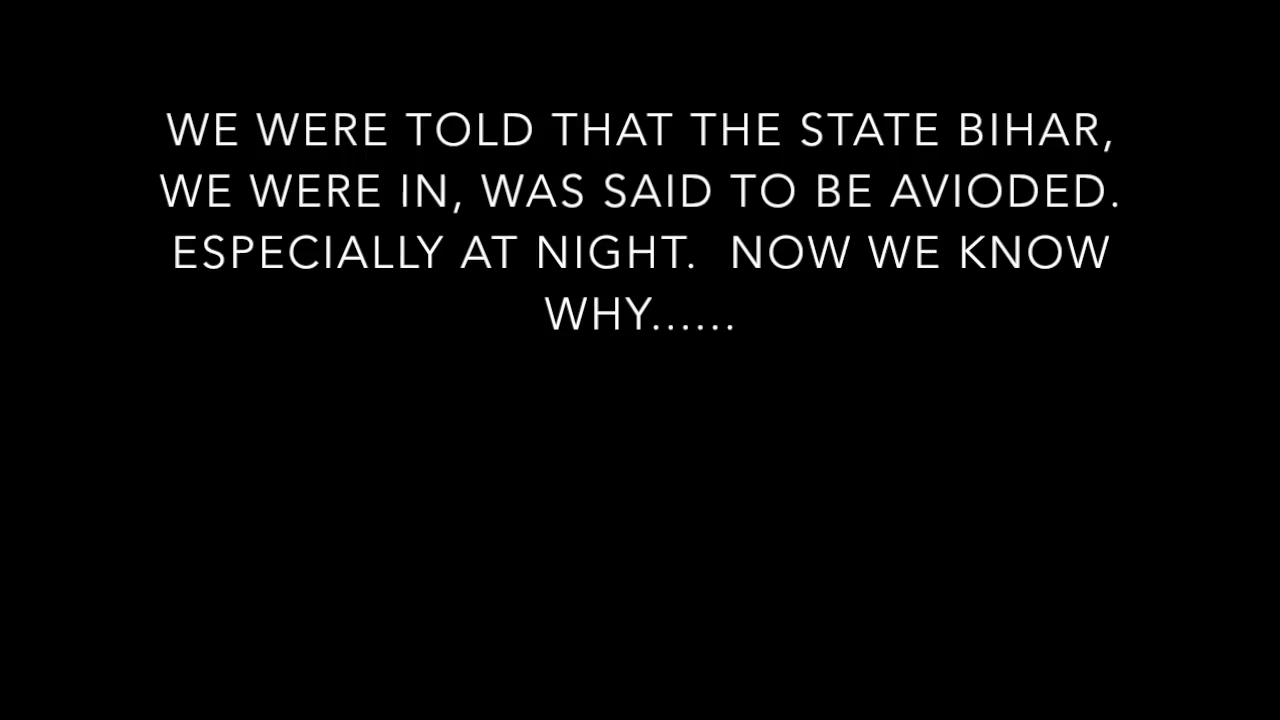 WE WERE TOLD THAT THE STATE BIHAR,
WE WERE IN, WAS SAID TO BE AVIODED.
ESPECIALLY AT NIGHT.  NOW WE KNOW
WHY......